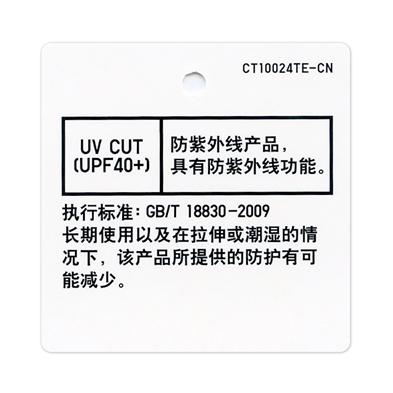 CT10024TE-CN
UV CUT
(UPF40+)
防紫外线产品，
具有防紫外线功能。
执行标准: GB/T 18830-2009
长期使用以及在拉伸或潮湿的情
况下，该产品所提供的防护有可
能减少。